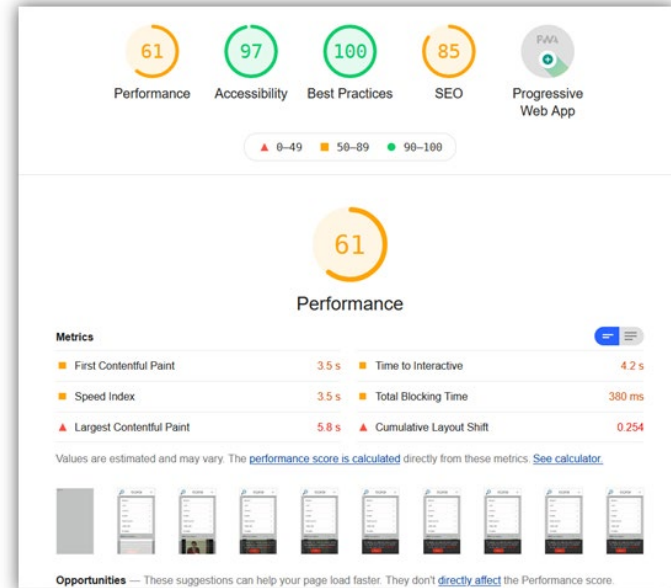 61
97
100
85
PWA
Performance
Accessibility
Best Practices
SEO
Progressive
Web App
0–49
50–89
90–100
61
Performance
Metrics
First Contentful Paint 3.5 s
Time to Interactive 4.2 s
Speed Index 3.5 s
Total Blocking Time 380 ms
Largest Contentful Paint 5.8 s
Cumulative Layout Shift 0.254
Values are estimated and may vary. The performance score is calculated directly from these metrics. See calculator.
Opportunities — These suggestions can help your page load faster. They don't directly affect the Performance score.